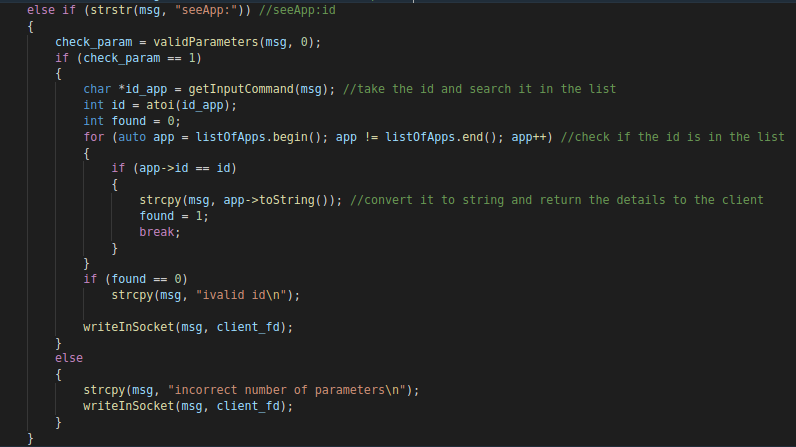 else if (strstr(msg, "seeApp:")) //seeApp:id
{
check_param = validParameters(msg, 0);
if (check_param == 1)
{
char *id_app = getInputCommand(msg); //take the id and search it in the list
int id = atoi(id_app);
int found = 0;
for (auto app = listOfApps.begin(); app != listOfApps.end(); app++) //check if the id is in the list
{
if (app->id == id)
{
strcpy(msg, app->toString()); //convert it to string and return the details to the client
found = 1;
break;
}
}
if (found == 0)
strcpy(msg, "ivalid id\n");
writeInSocket(msg, client_fd);
}
else
{
strcpy(msg, "incorrect number of parameters\n");
writeInSocket(msg, client_fd);
}
}